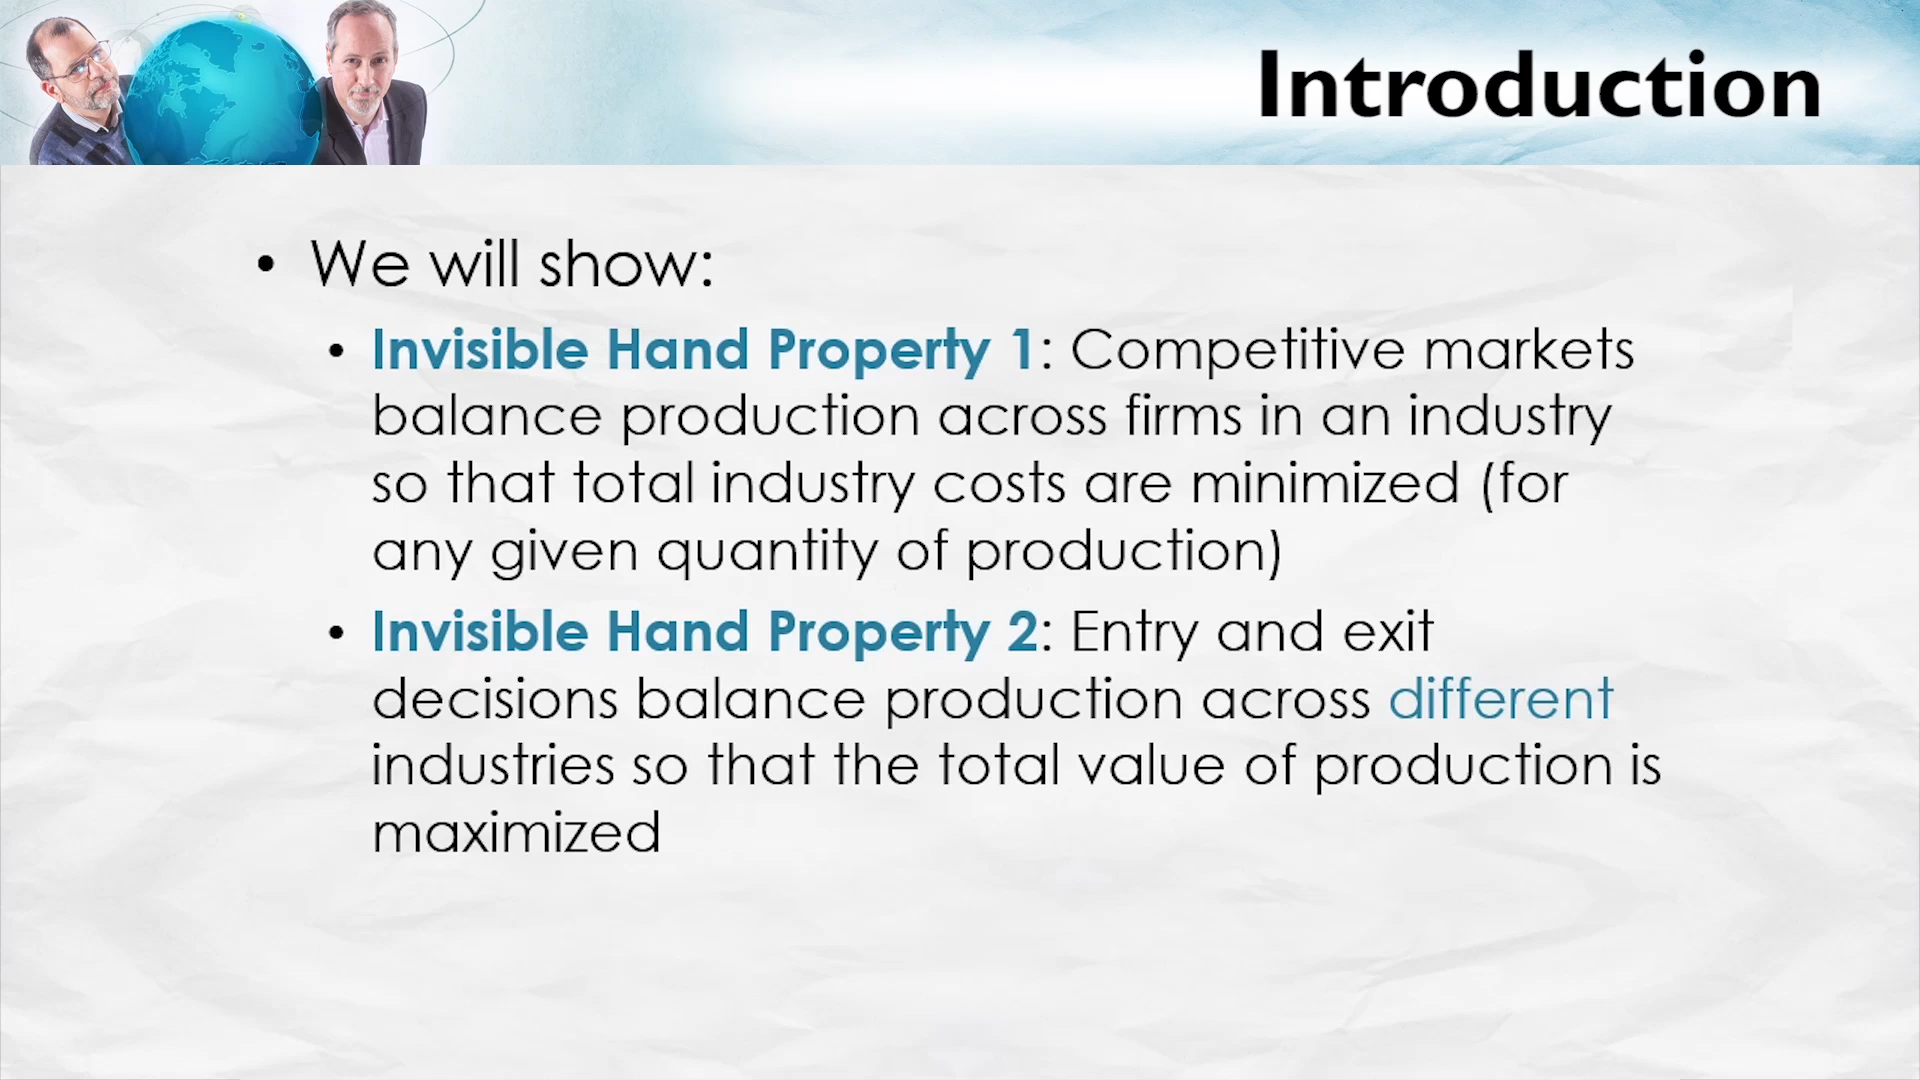 Introduction
• We will show:
• Invisible Hand Property 1: Competitive markets
balance production across firms in an industry
so that total industry costs are minimized (for
any given quantity of production)
• Invisible Hand Property 2: Entry and exit
decisions balance production across different
industries so that the total value of production is
maximized